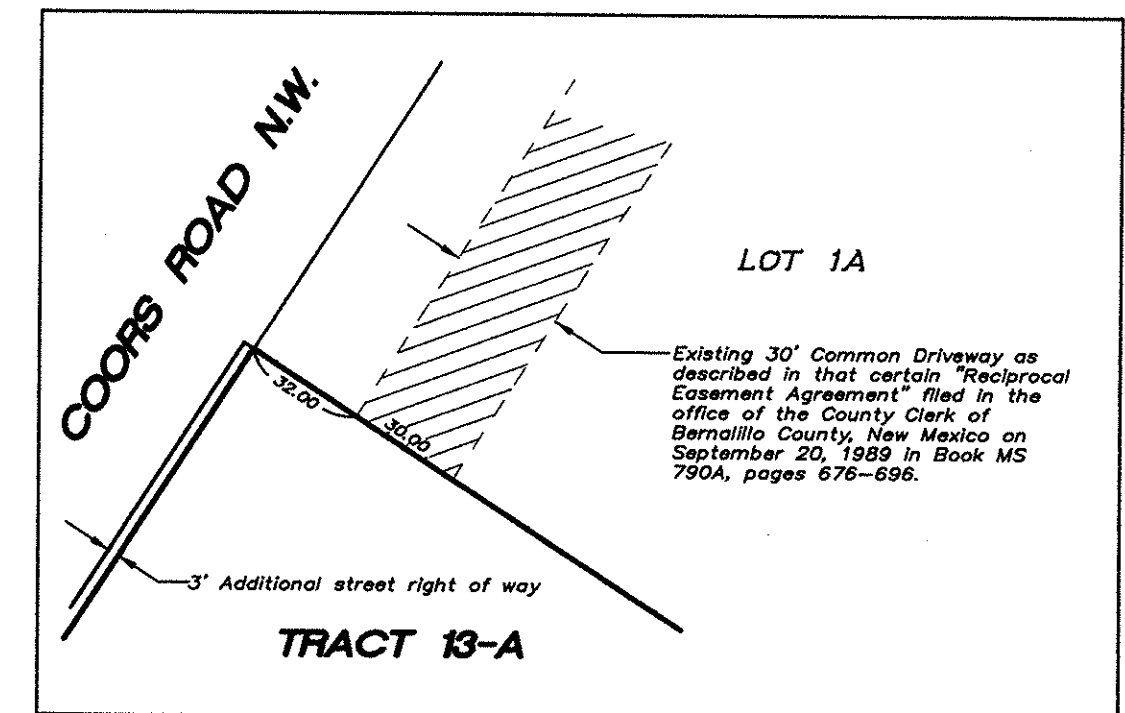 COORS ROAD N.W.
LOT 1A
Existing 30' Common Driveway as
described in that certain "Reciprocal
Easement Agreement" filed in the
office of the County Clerk of
Bernalillo County, New Mexico on
September 20, 1989 in Book MS
790A, pages 676-696.
32.00
30.00
3' Additional street right of way
TRACT 13-A